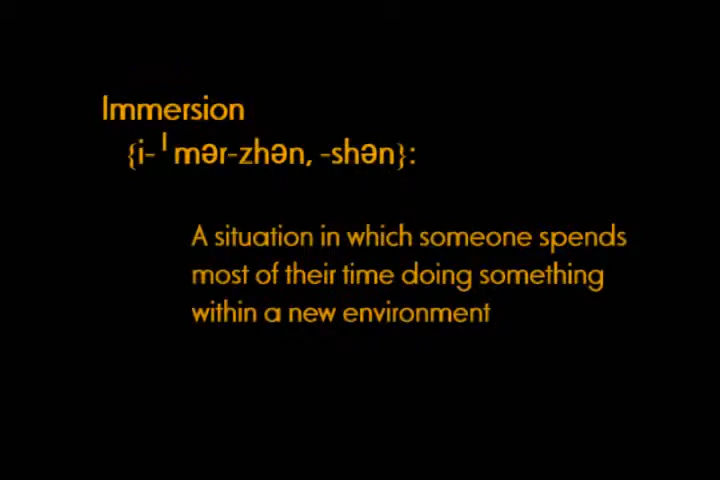 Immersion
{i-ˈmər-zhən, -shən}:
A situation in which someone spends
most of their time doing something
within a new environment